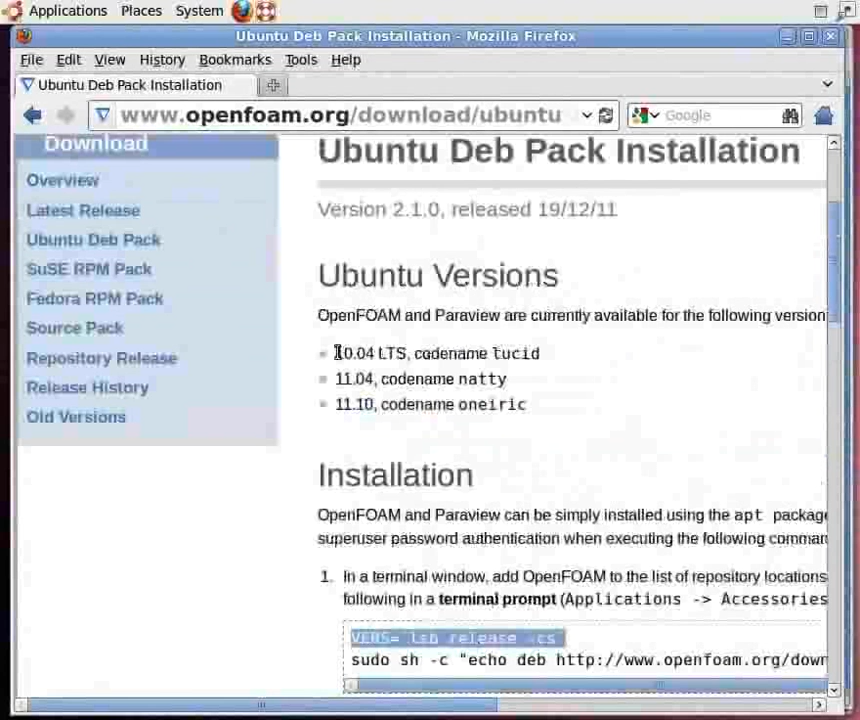 Applications Places System
Ubuntu Deb Pack Installation - Mozilla Firefox
File Edit View History Bookmarks Tools Help
Ubuntu Deb Pack Installation
www.openfoam.org/download/ubuntu
Google
Download
Overview
Latest Release
Ubuntu Deb Pack
SuSE RPM Pack
Fedora RPM Pack
Source Pack
Repository Release
Release History
Old Versions
Ubuntu Deb Pack Installation
Version 2.1.0, released 19/12/11
Ubuntu Versions
OpenFOAM and Paraview are currently available for the following version
10.04 LTS, codename lucid
11.04, codename natty
11.10, codename oneiric
Installation
OpenFOAM and Paraview can be simply installed using the apt package
superuser password authentication when executing the following comman
1. In a terminal window, add OpenFOAM to the list of repository locations
following in a terminal prompt (Applications -> Accessories
VERS=`lsb_release -cs`
sudo sh -c "echo deb http://www.openfoam.org/down